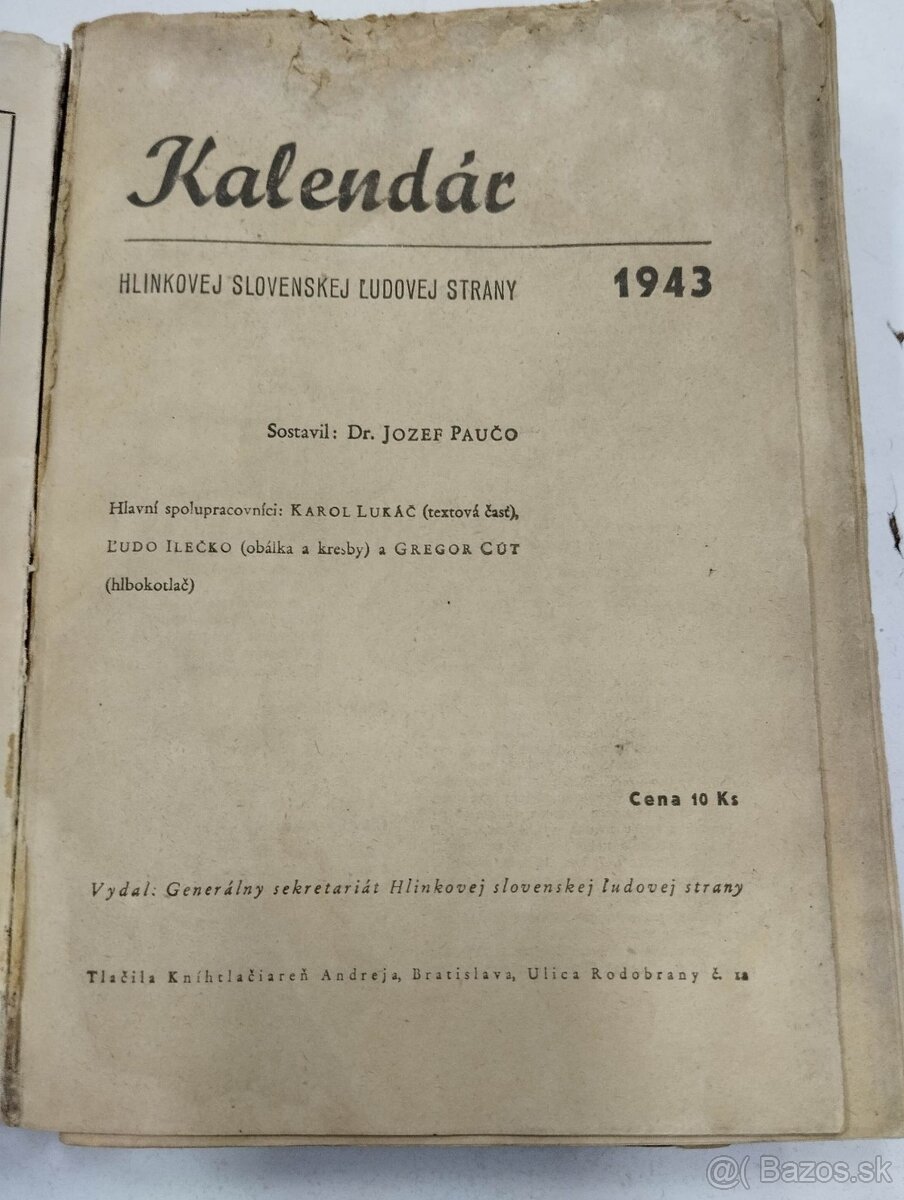 Kalendár
HLINKOVEJ SLOVENSKEJ ĽUDOVEJ STRANY 1943
Sostavil: Dr. JOZEF PAUČO
Hlavní spolupracovníci: KAROL LUKÁČ (textová časť),
ĽUDO ILEČKO (obálka a kresby) a GREGOR CÚT
(hlbokotlač)
Cena 10 Ks
Vydal: Generálny sekretariát Hlinkovej slovenskej ľudovej strany
Tlačila Kníhtlačiareň Andreja, Bratislava, Ulica Rodobrany č. 12
@( Bazos.sk